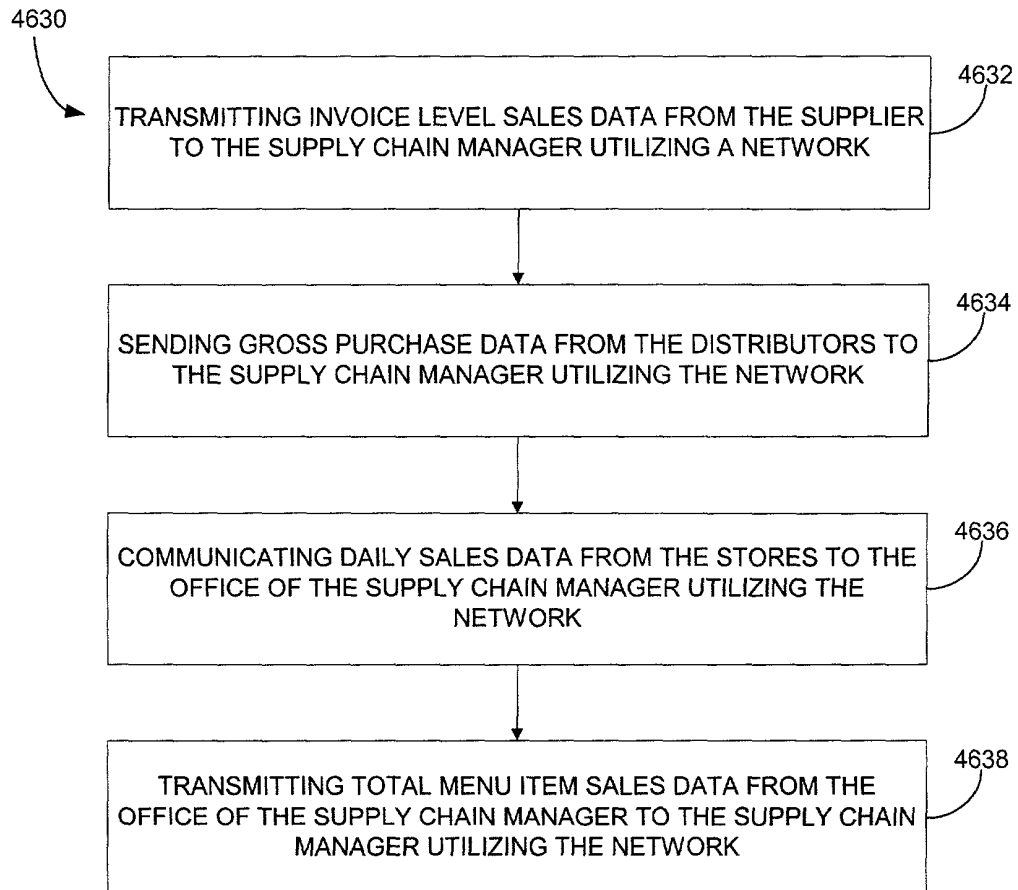 4630
4632
TRANSMITTING INVOICE LEVEL SALES DATA FROM THE SUPPLIER
TO THE SUPPLY CHAIN MANAGER UTILIZING A NETWORK
4634
SENDING GROSS PURCHASE DATA FROM THE DISTRIBUTORS TO
THE SUPPLY CHAIN MANAGER UTILIZING THE NETWORK
4636
COMMUNICATING DAILY SALES DATA FROM THE STORES TO THE
OFFICE OF THE SUPPLY CHAIN MANAGER UTILIZING THE
NETWORK
4638
TRANSMITTING TOTAL MENU ITEM SALES DATA FROM THE
OFFICE OF THE SUPPLY CHAIN MANAGER TO THE SUPPLY CHAIN
MANAGER UTILIZING THE NETWORK